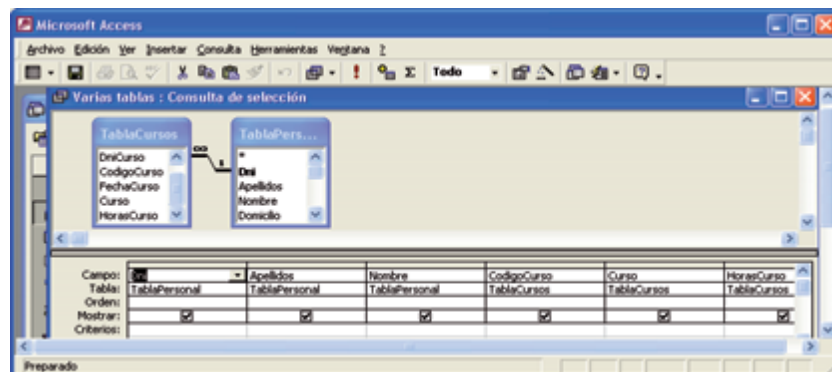 Microsoft Access
Archivo Edición Ver Insertar Consulta Herramientas Ventana ?
Todo
Varias tablas : Consulta de selección
TablaCursos
DniCurso
CodigoCurso
FechaCurso
Curso
HorasCurso
TablaPers...
*
Dni
Apellidos
Nombre
Domicilio
∞ 1
Campo: Dni Apellidos Nombre CodigoCurso Curso HorasCurso
Tabla: TablaPersonal TablaPersonal TablaPersonal TablaCursos TablaCursos TablaCursos
Orden:
Mostrar:
Criterios:
Preparado